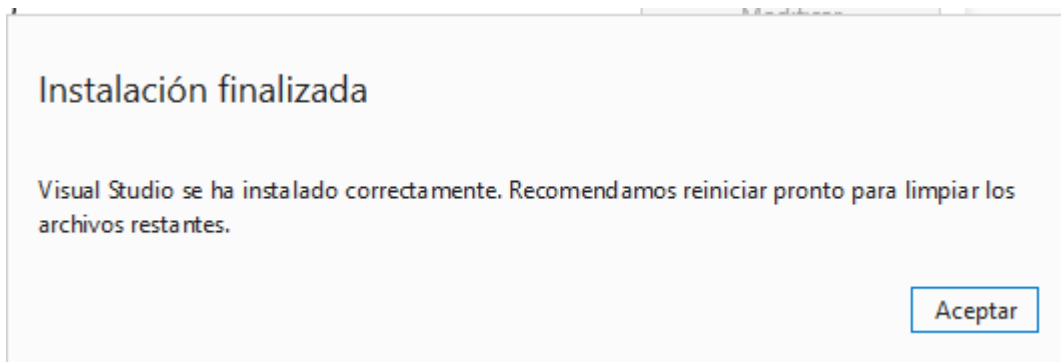 Instalación finalizada
Visual Studio se ha instalado correctamente. Recomendamos reiniciar pronto para limpiar los
archivos restantes.
Aceptar